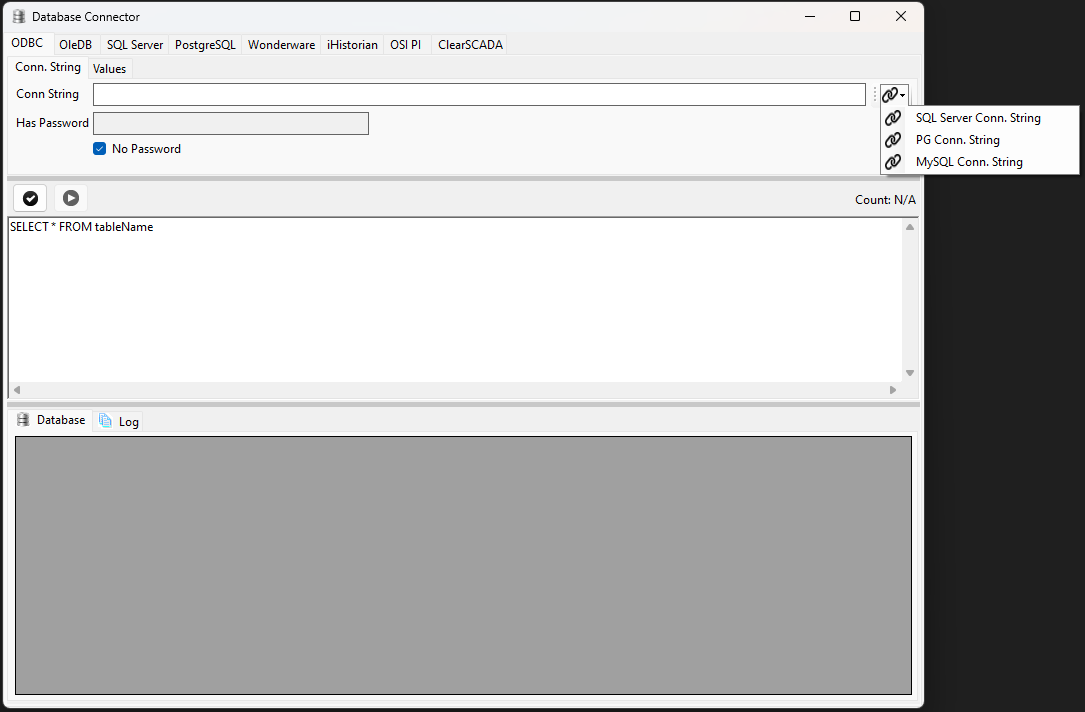 Database Connector
ODBC OleDB SQL Server PostgreSQL Wonderware iHistorian OSI PI ClearSCADA
Conn. String Values
Conn String
SQL Server Conn. String
Has Password
PG Conn. String
No Password
MySQL Conn. String
Count: N/A
SELECT * FROM tableName
Database Log